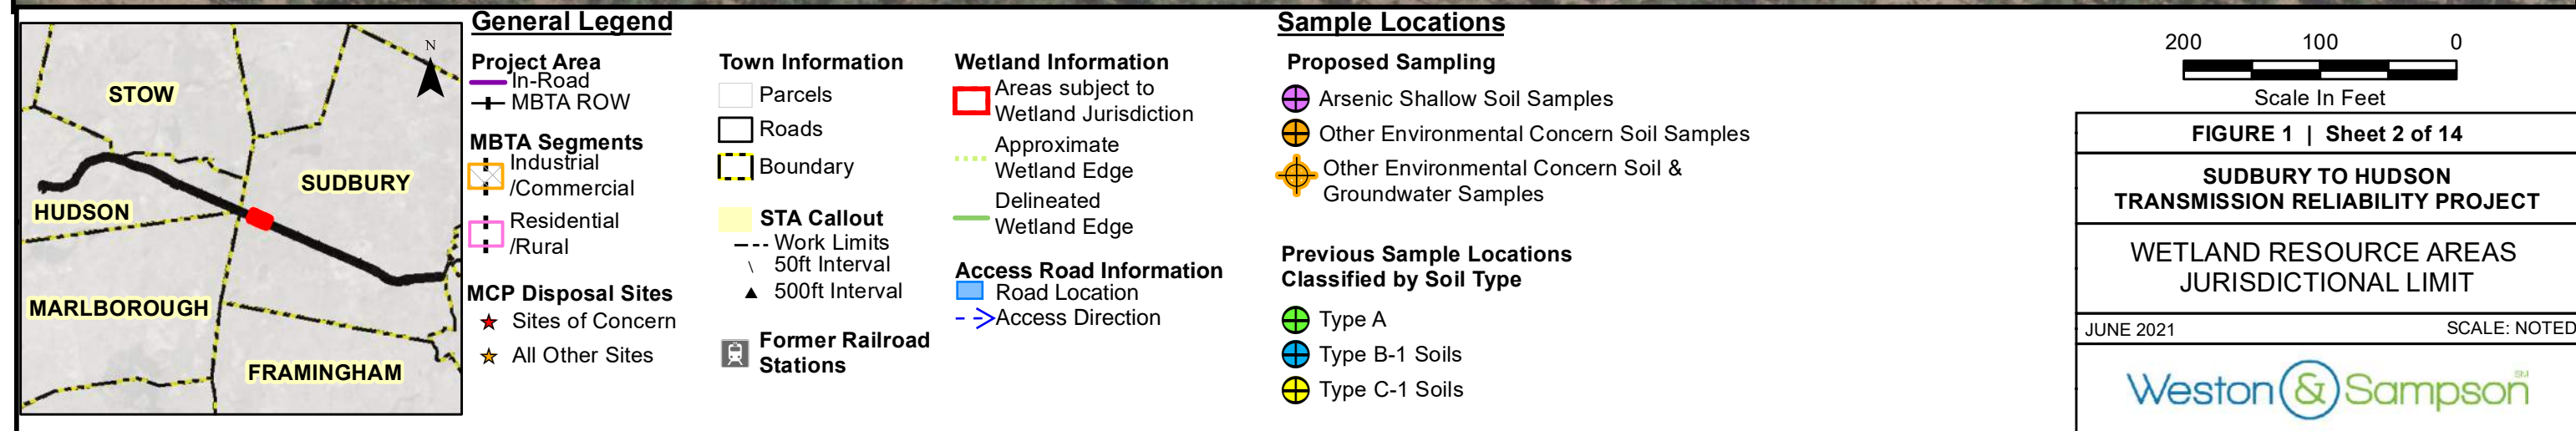 N
STOW
SUDBURY
HUDSON
MARLBOROUGH
FRAMINGHAM
General Legend
Project Area
In-Road
MBTA ROW
MBTA Segments
Industrial
/Commercial
Residential
/Rural
MCP Disposal Sites
Sites of Concern
All Other Sites
Town Information
Parcels
Roads
Boundary
STA Callout
Work Limits
50ft Interval
500ft Interval
Former Railroad
Stations
Wetland Information
Areas subject to
Wetland Jurisdiction
Approximate
Wetland Edge
Delineated
Wetland Edge
Access Road Information
Road Location
Access Direction
Sample Locations
Proposed Sampling
Arsenic Shallow Soil Samples
Other Environmental Concern Soil Samples
Other Environmental Concern Soil &
Groundwater Samples
Previous Sample Locations
Classified by Soil Type
Type A
Type B-1 Soils
Type C-1 Soils
200 100 0
Scale In Feet
FIGURE 1 | Sheet 2 of 14
SUDBURY TO HUDSON
TRANSMISSION RELIABILITY PROJECT
WETLAND RESOURCE AREAS
JURISDICTIONAL LIMIT
JUNE 2021 SCALE: NOTED
Weston & Sampson SM